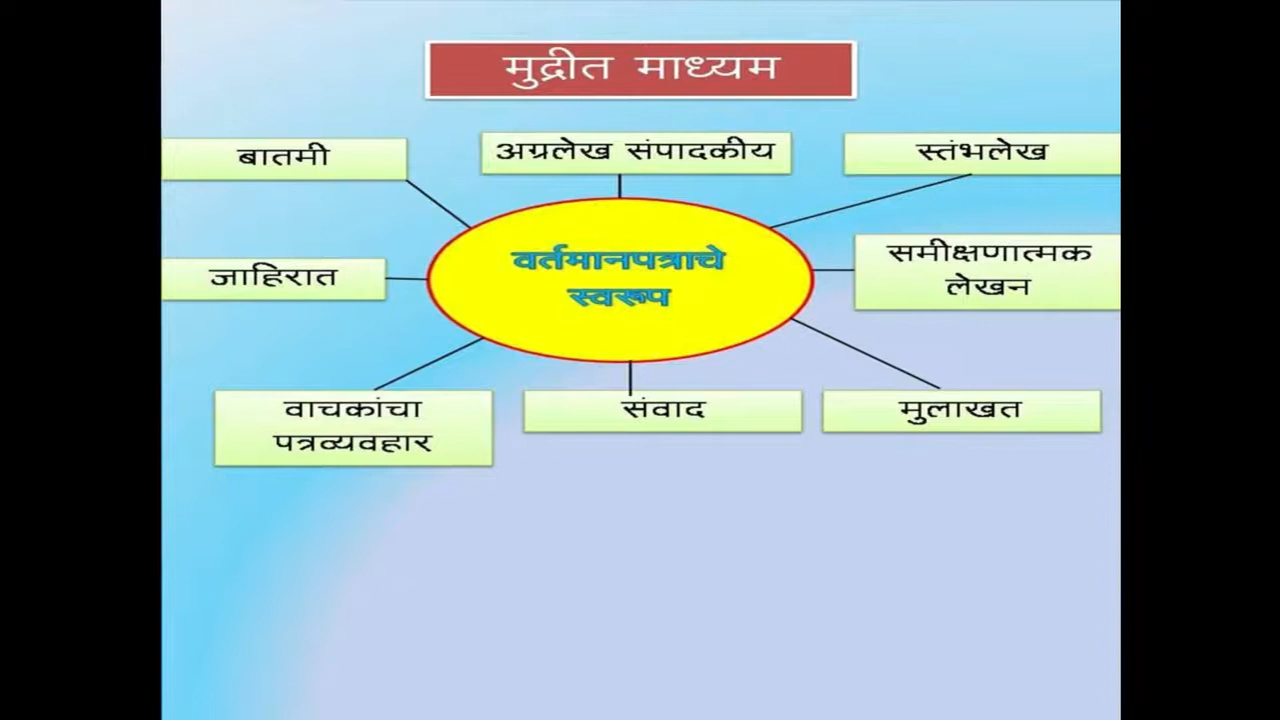 मुद्रीत माध्यम
बातमी
अग्रलेख संपादकीय
स्तंभलेख
वर्तमानपत्राचे
स्वरूप
जाहिरात
समीक्षणात्मक
लेखन
वाचकांचा
पत्रव्यवहार
संवाद
मुलाखत